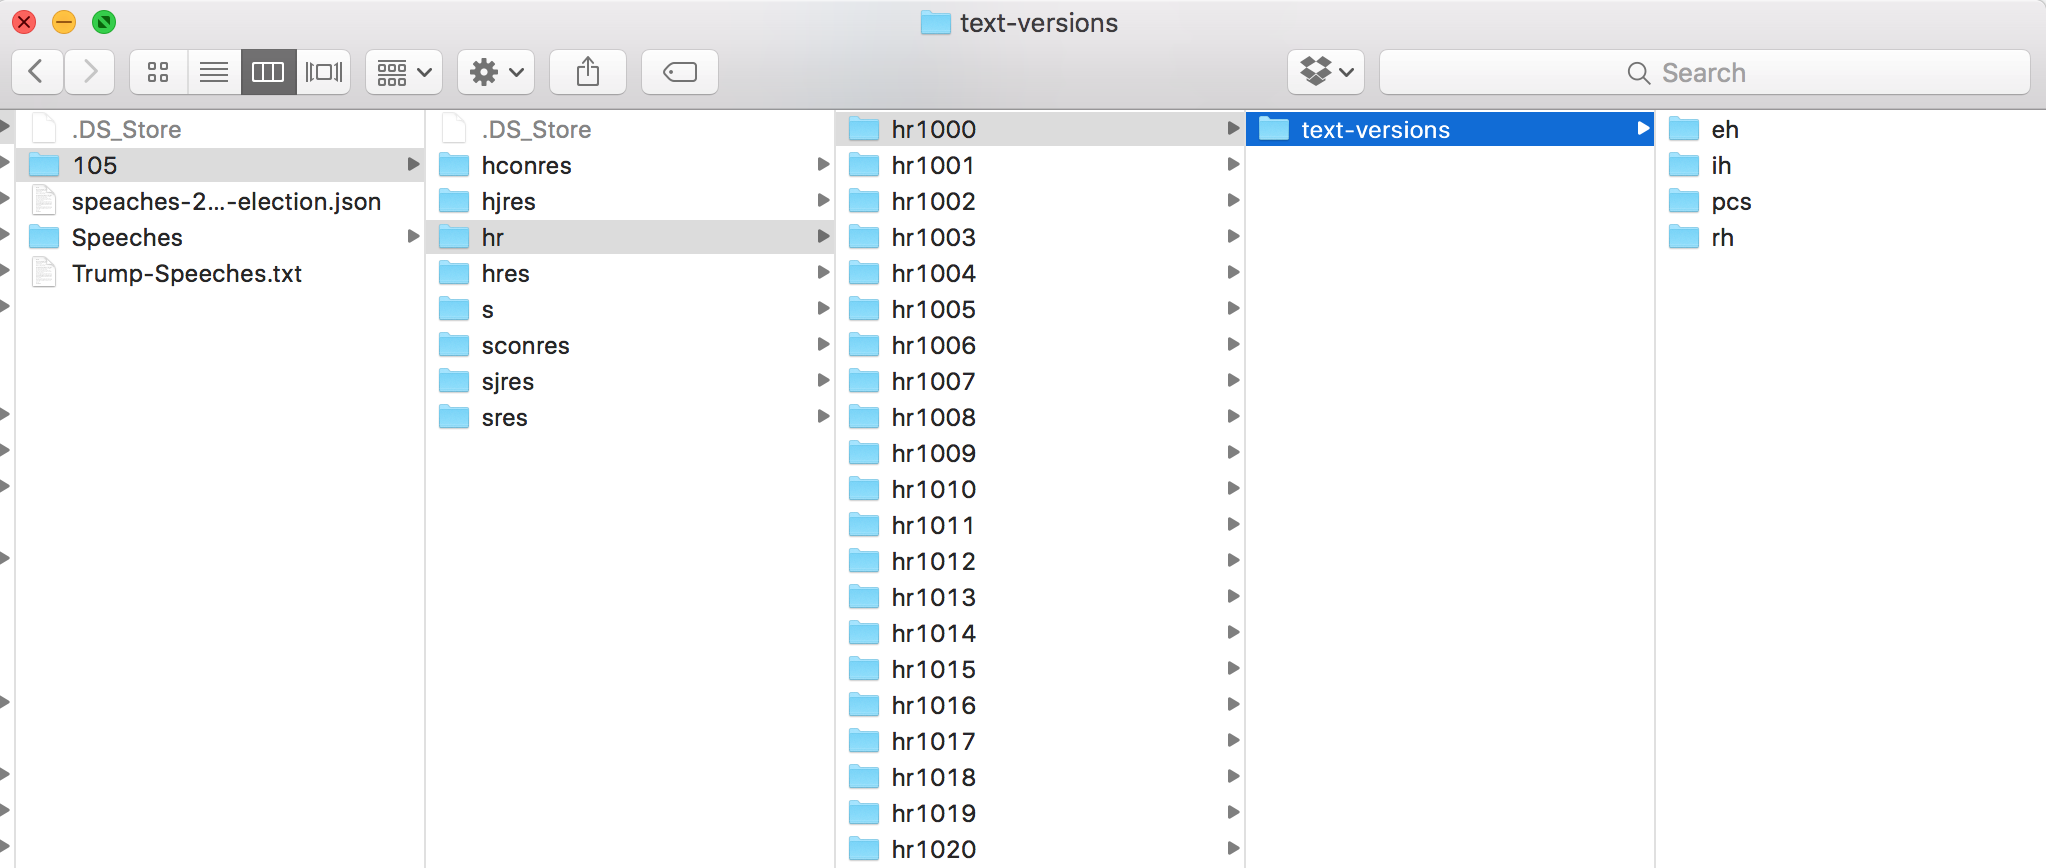 text-versions
Search
.DS_Store
105
speaches-2...-election.json
Speeches
Trump-Speeches.txt
.DS_Store
hconres
hjres
hr
hres
s
sconres
sjres
sres
hr1000
hr1001
hr1002
hr1003
hr1004
hr1005
hr1006
hr1007
hr1008
hr1009
hr1010
hr1011
hr1012
hr1013
hr1014
hr1015
hr1016
hr1017
hr1018
hr1019
hr1020
text-versions
eh
ih
pcs
rh